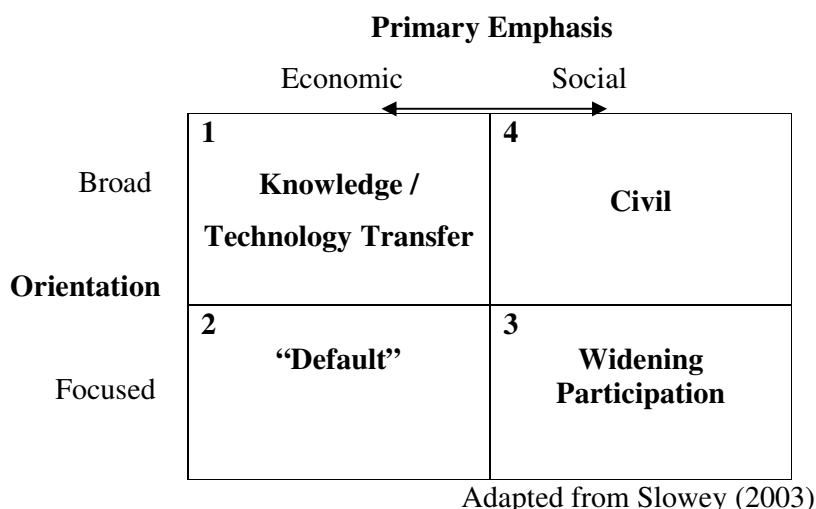 Primary Emphasis
Economic Social
1 4
Broad Knowledge / Civil
Technology Transfer
Orientation
2 3
“Default” Widening
Focused Participation
Adapted from Slowey (2003)